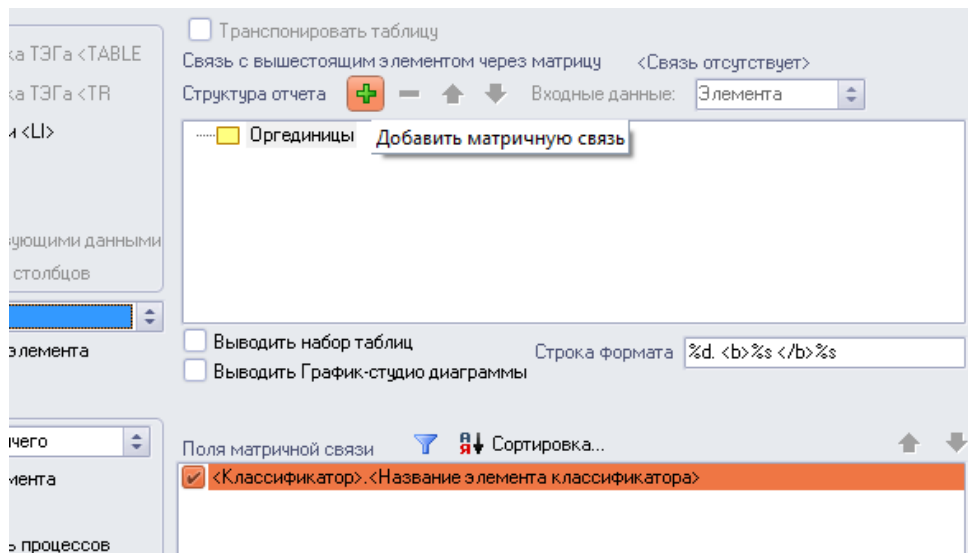 Транспонировать таблицу
ка ТЭГа <TABLE
Связь с вышестоящим элементом через матрицу <Связь отсутствует>
ка ТЭГа <TR
Структура отчета Входные данные: Элемента
и <LI>
Оргединицы
Добавить матричную связь
вующими данными
столбцов
Выводить набор таблиц
элемента
Строка формата %d. <b>%s </b>%s
Выводить График-студио диаграммы
ичего
Поля матричной связи Сортировка...
мента
<Классификатор>.<Название элемента классификатора>
ь процессов